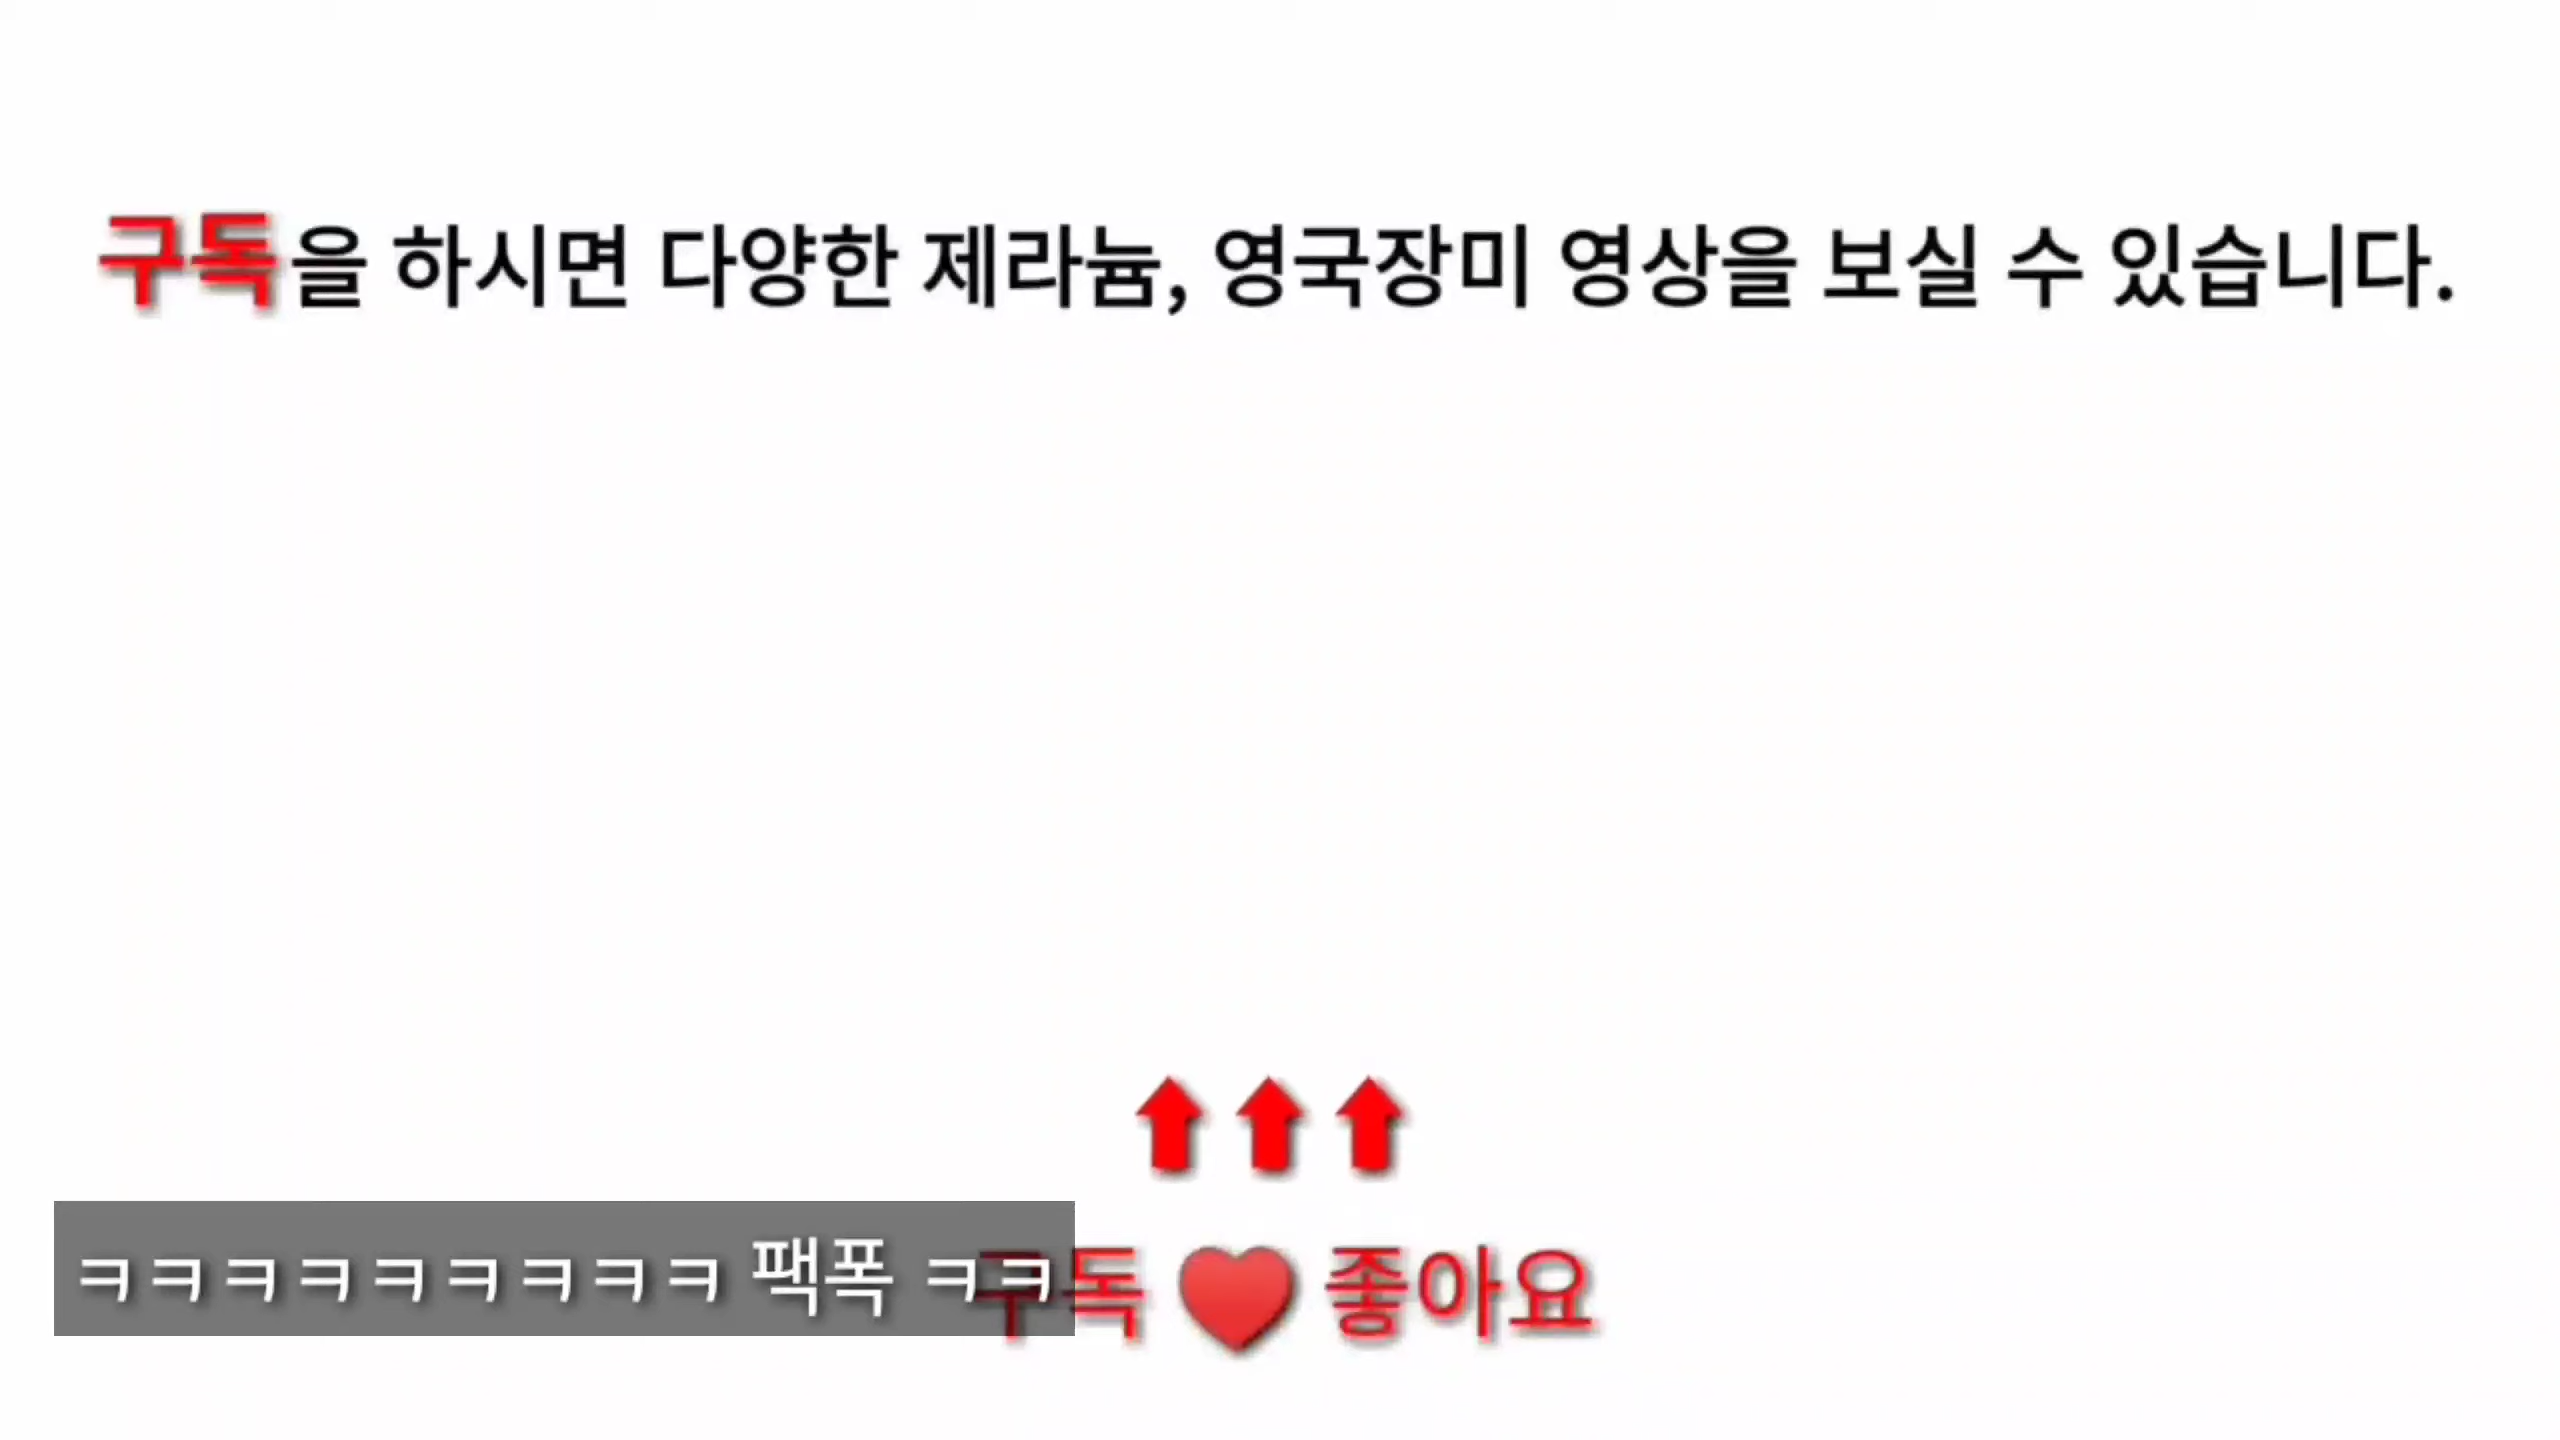 구독을 하시면 다양한 제라늄, 영국장미 영상을 보실 수 있습니다.
ㅋㅋㅋㅋㅋㅋㅋㅋㅋ 팩폭 ㅋㅋ
구독 ♥ 좋아요